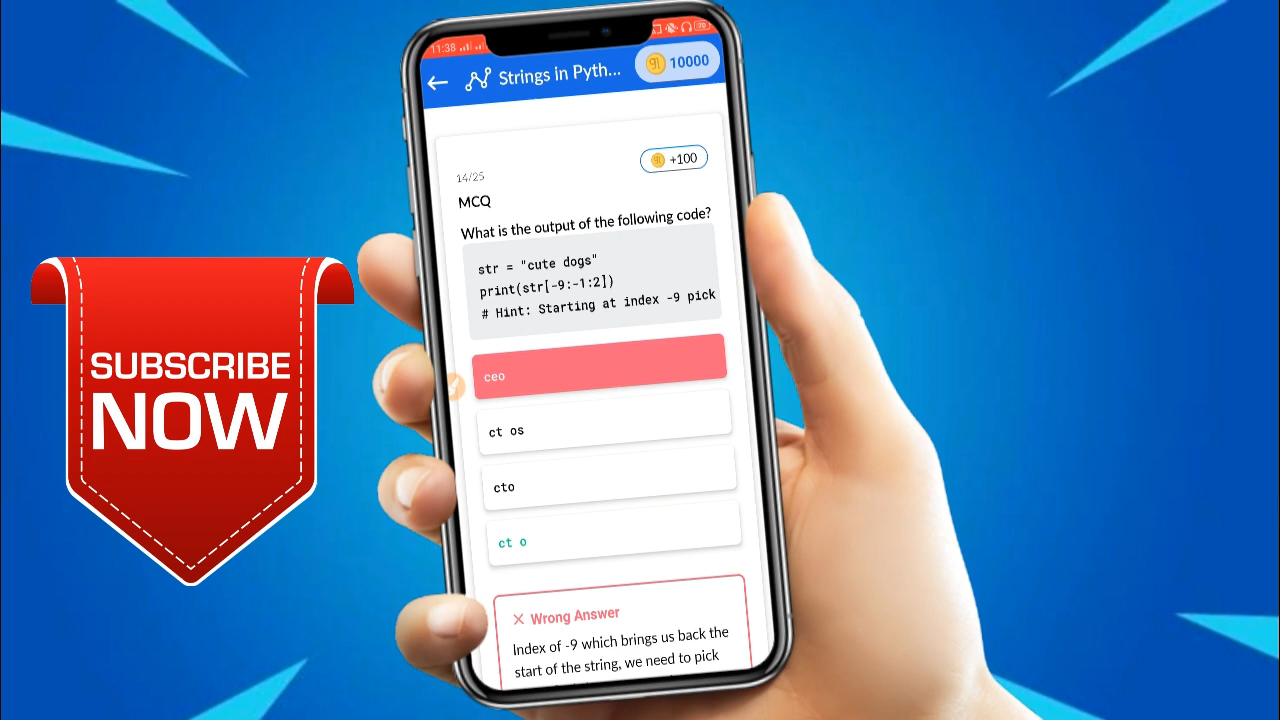 11:38
Strings in Pyth...
10000
+100
14/25
MCQ
What is the output of the following code?
str = "cute dogs"
print(str[-9:-1:2])
# Hint: Starting at index -9 pick
ceo
ct os
cto
ct o
Wrong Answer
Index of -9 which brings us back the
start of the string, we need to pick
SUBSCRIBE
NOW